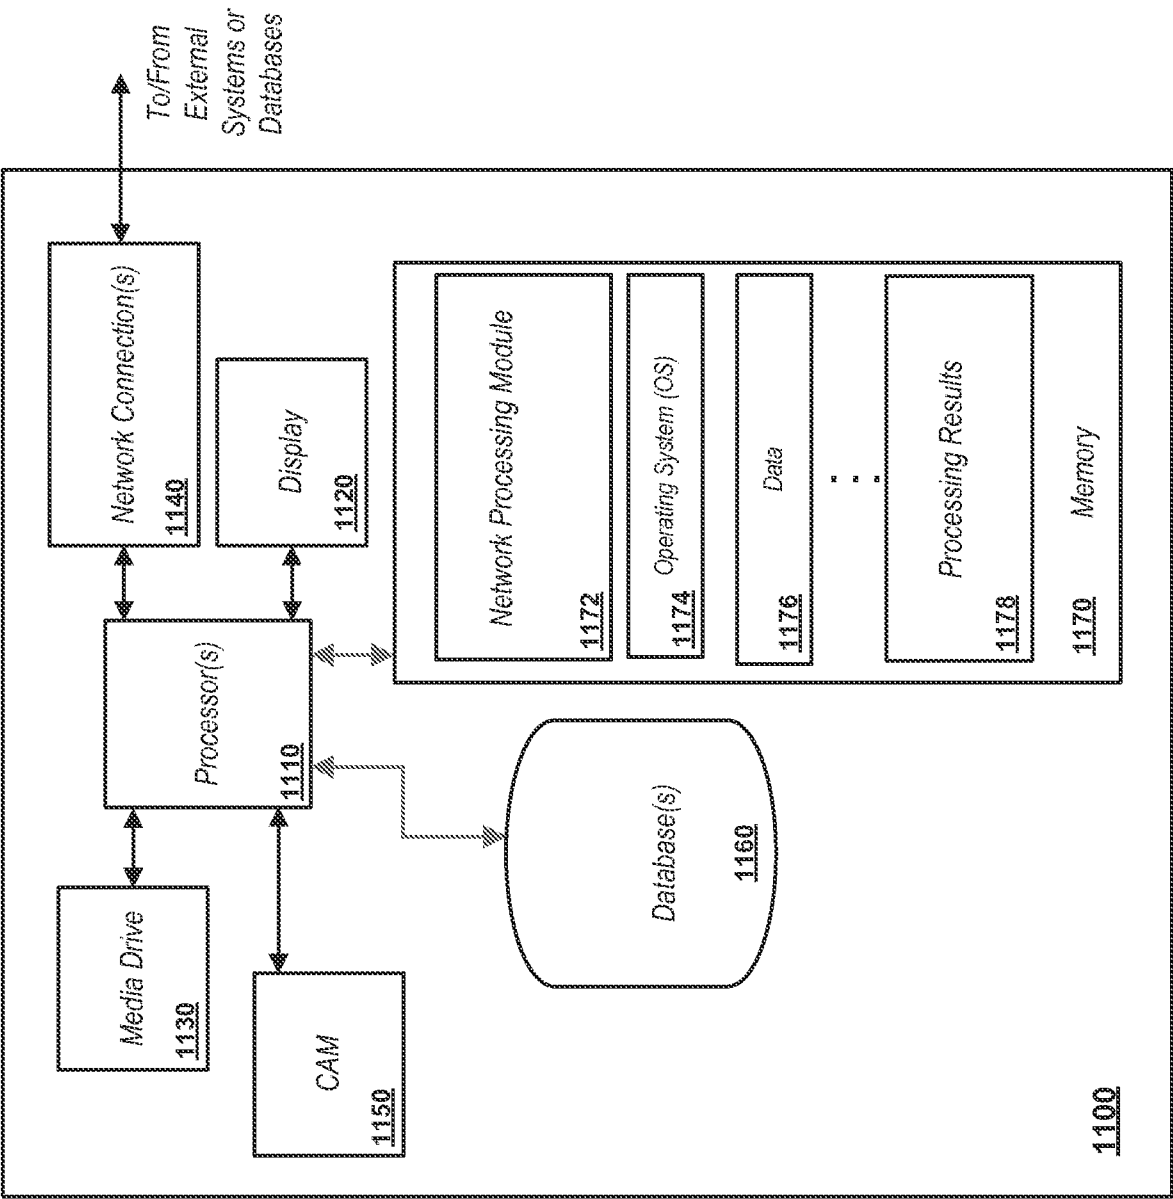 To/From
External
Systems or
Databases
Network Connection(s)
1140
Display
1120
Processor(s)
1110
Media Drive
1130
CAM
1150
Database(s)
1160
Network Processing Module
1172
Operating System (OS)
1174
Data
1176
. . .
Processing Results
1178
Memory
1170
1100